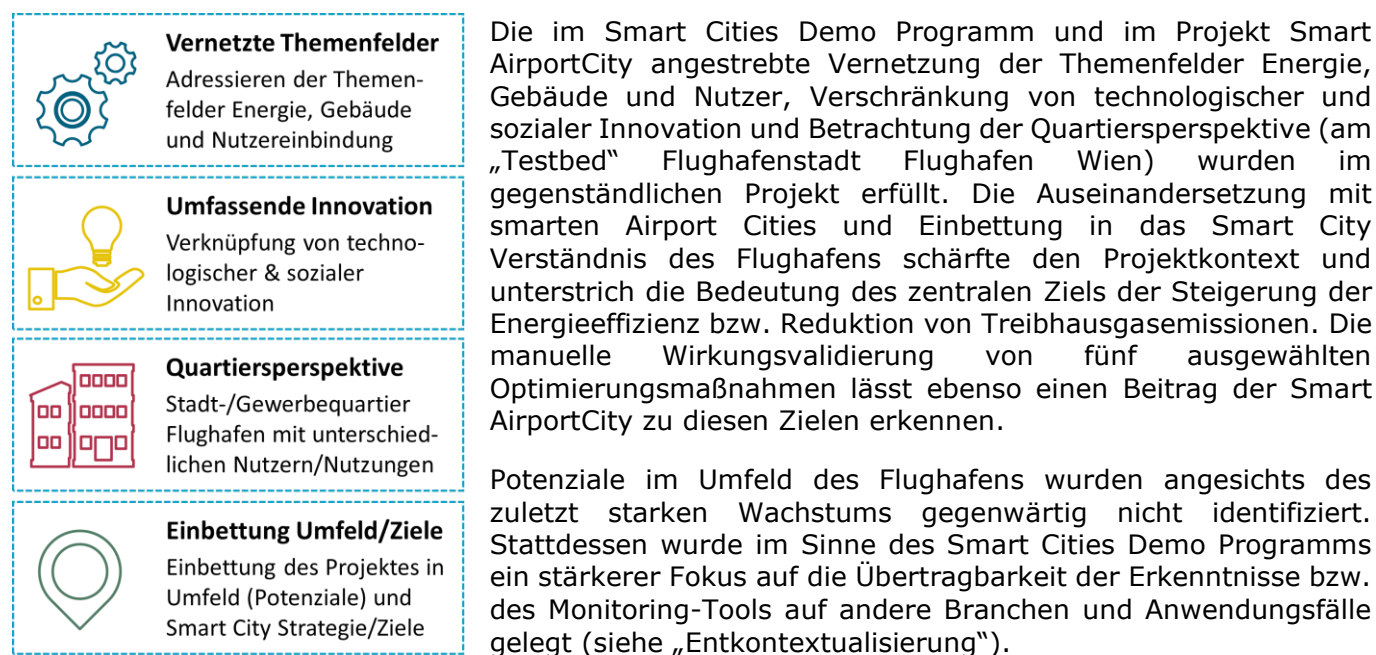 Vernetzte Themenfelder
Adressieren der Themen-
felder Energie, Gebäude
und Nutzereinbindung
Umfassende Innovation
Verknüpfung von techno-
logischer & sozialer
Innovation
Quartiersperspektive
Stadt-/Gewerbequartier
Flughafen mit unterschied-
lichen Nutzern/Nutzungen
Einbettung Umfeld/Ziele
Einbettung des Projektes in
Umfeld (Potenziale) und
Smart City Strategie/Ziele
Die im Smart Cities Demo Programm und im Projekt Smart
AirportCity angestrebte Vernetzung der Themenfelder Energie,
Gebäude und Nutzer, Verschränkung von technologischer und
sozialer Innovation und Betrachtung der Quartiersperspektive (am
„Testbed“ Flughafenstadt Flughafen Wien) wurden im
gegenständlichen Projekt erfüllt. Die Auseinandersetzung mit
smarten Airport Cities und Einbettung in das Smart City
Verständnis des Flughafens schärfte den Projektkontext und
unterstrich die Bedeutung des zentralen Ziels der Steigerung der
Energieeffizienz bzw. Reduktion von Treibhausgasemissionen. Die
manuelle Wirkungsvalidierung von fünf ausgewählten
Optimierungsmaßnahmen lässt ebenso einen Beitrag der Smart
AirportCity zu diesen Zielen erkennen.
Potenziale im Umfeld des Flughafens wurden angesichts des
zuletzt starken Wachstums gegenwärtig nicht identifiziert.
Stattdessen wurde im Sinne des Smart Cities Demo Programms
ein stärkerer Fokus auf die Übertragbarkeit der Erkenntnisse bzw.
des Monitoring-Tools auf andere Branchen und Anwendungsfälle
gelegt (siehe „Entkontextualisierung“).